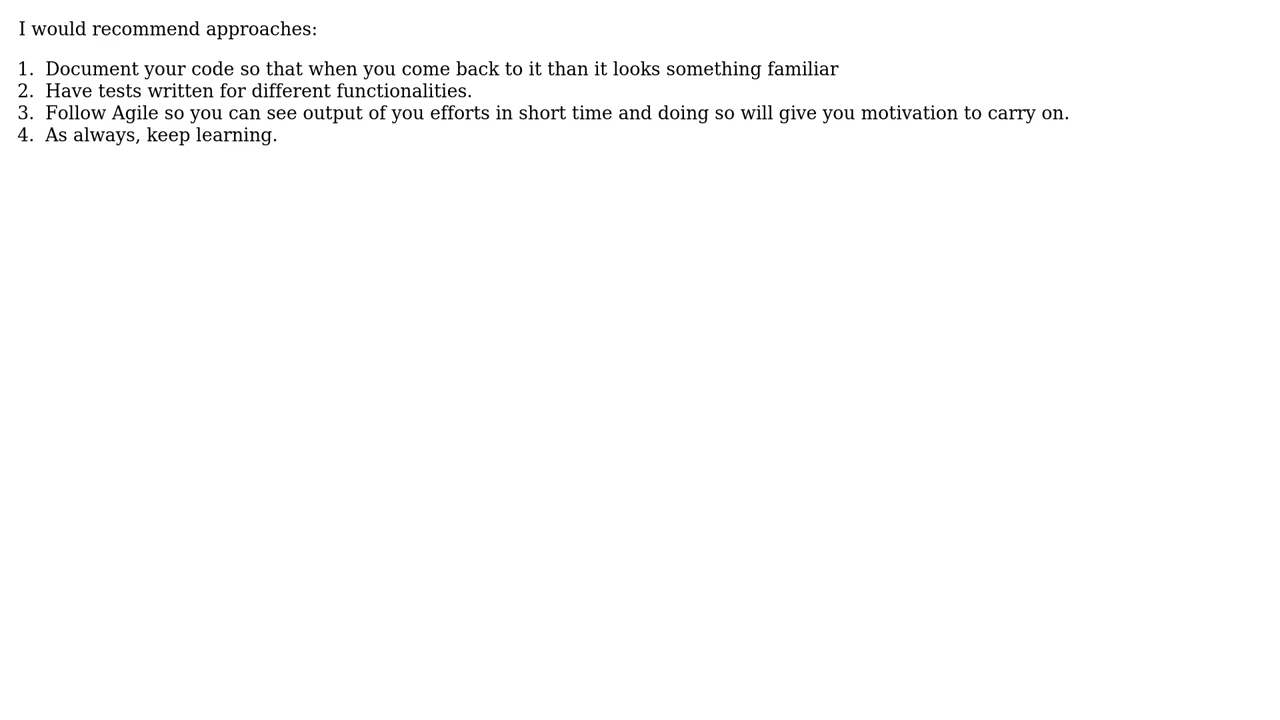 I would recommend approaches:
1. Document your code so that when you come back to it than it looks something familiar
2. Have tests written for different functionalities.
3. Follow Agile so you can see output of you efforts in short time and doing so will give you motivation to carry on.
4. As always, keep learning.